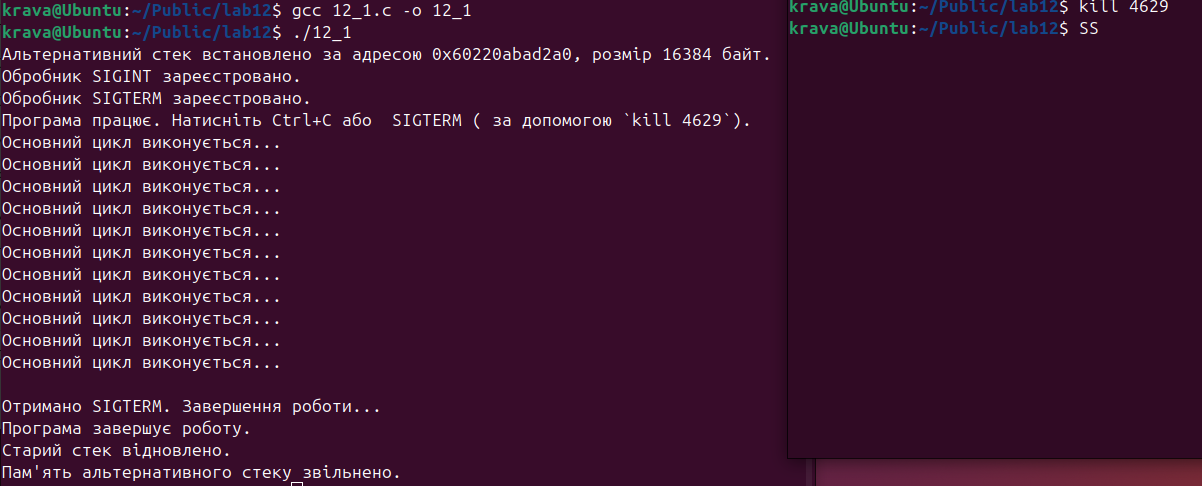 krava@Ubuntu:~/Public/lab12$ gcc 12_1.c -o 12_1
krava@Ubuntu:~/Public/lab12$ ./12_1
Альтернативний стек встановлено за адресою 0x60220abad2a0, розмір 16384 байт.
Обробник SIGINT зареєстровано.
Обробник SIGTERM зареєстровано.
Програма працює. Натисніть Ctrl+C або  SIGTERM ( за допомогою `kill 4629`).
Основний цикл виконується...
Основний цикл виконується...
Основний цикл виконується...
Основний цикл виконується...
Основний цикл виконується...
Основний цикл виконується...
Основний цикл виконується...
Основний цикл виконується...
Основний цикл виконується...
Основний цикл виконується...
Основний цикл виконується...
Отримано SIGTERM. Завершення роботи...
Програма завершує роботу.
Старий стек відновлено.
Пам'ять альтернативного стеку звільнено.
krava@Ubuntu:~/Public/lab12$ kill 4629
krava@Ubuntu:~/Public/lab12$ SS